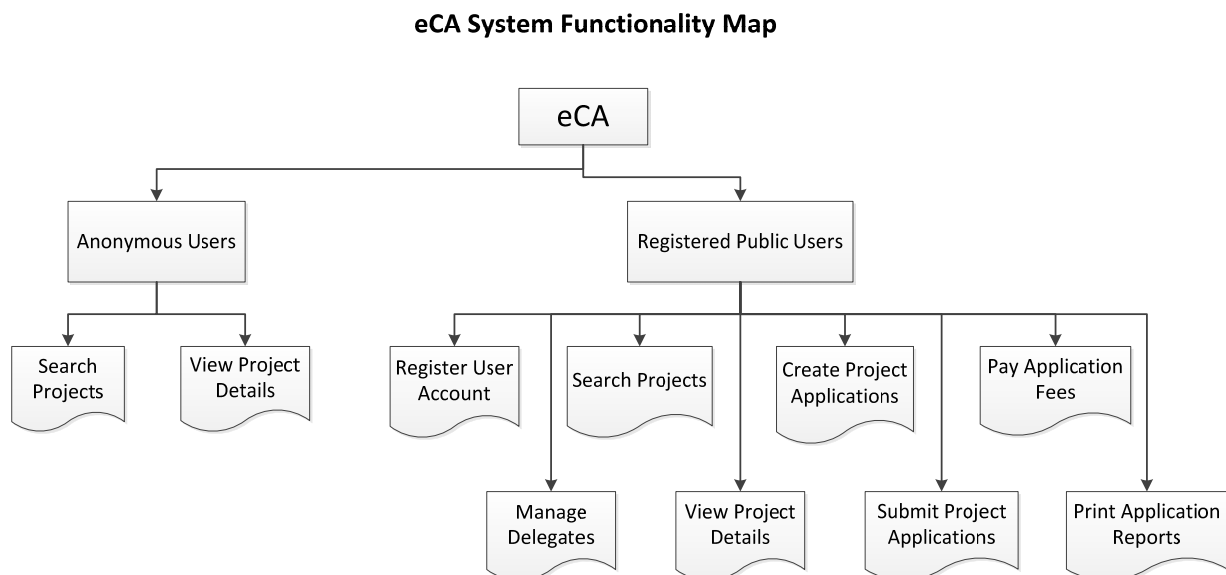 eCA System Functionality Map
eCA
Anonymous Users
Registered Public Users
Search
Projects
View Project
Details
Register User
Account
Search Projects
Create Project
Applications
Pay Application
Fees
Manage
Delegates
View Project
Details
Submit Project
Applications
Print Application
Reports